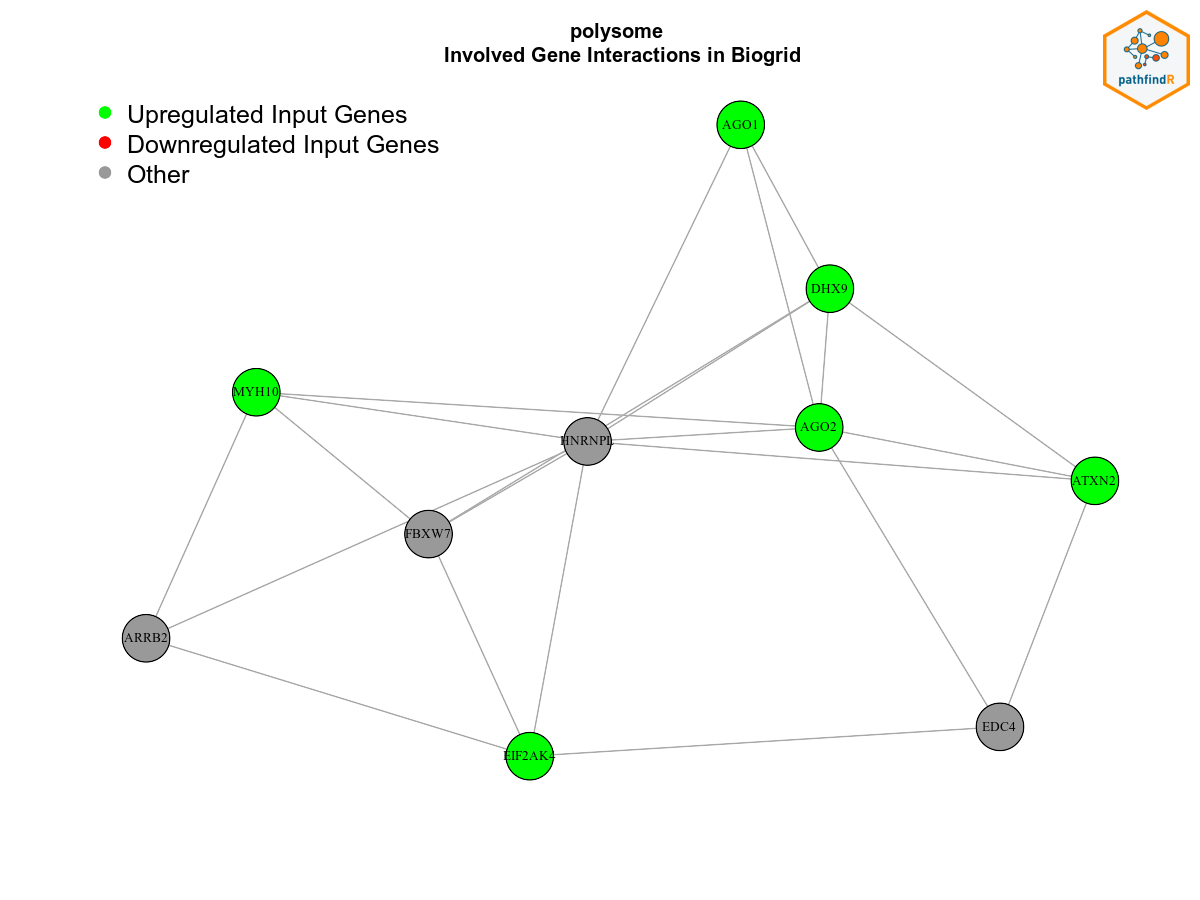 polysome
Involved Gene Interactions in Biogrid
pathfindR
Upregulated Input Genes
Downregulated Input Genes
Other
AGO1
DHX9
MYH10
AGO2
HNRNPL
ATXN2
FBXW7
ARRB2
EDC4
EIF2AK4